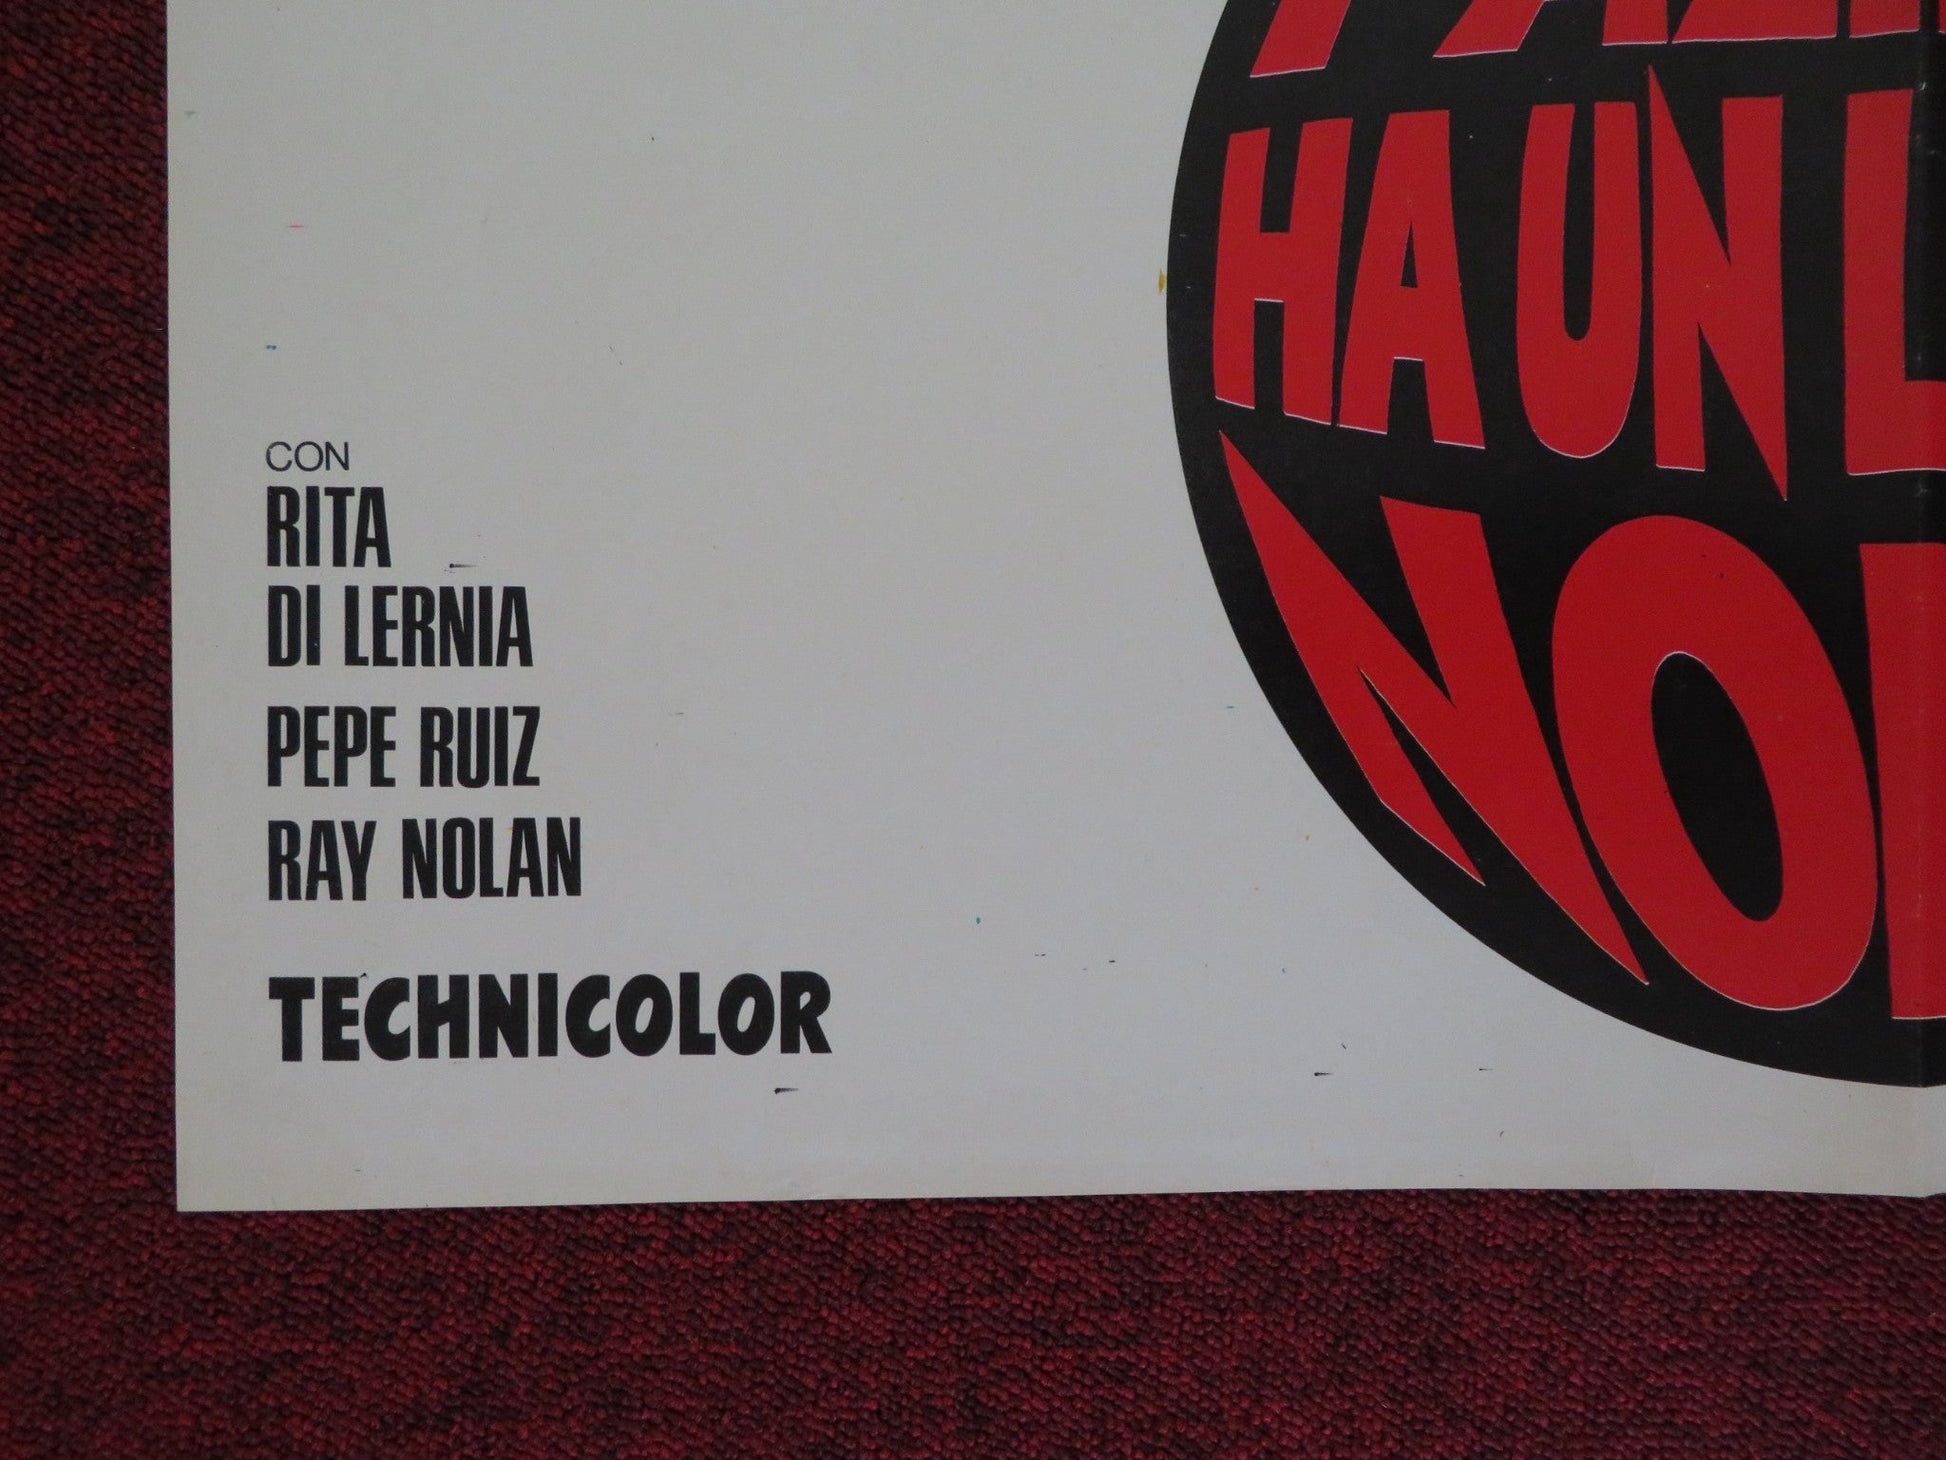 HA UN
CON
RITA
DI LERNIA
PEPE RUIZ
RAY NOLAN
TECHNICOLOR